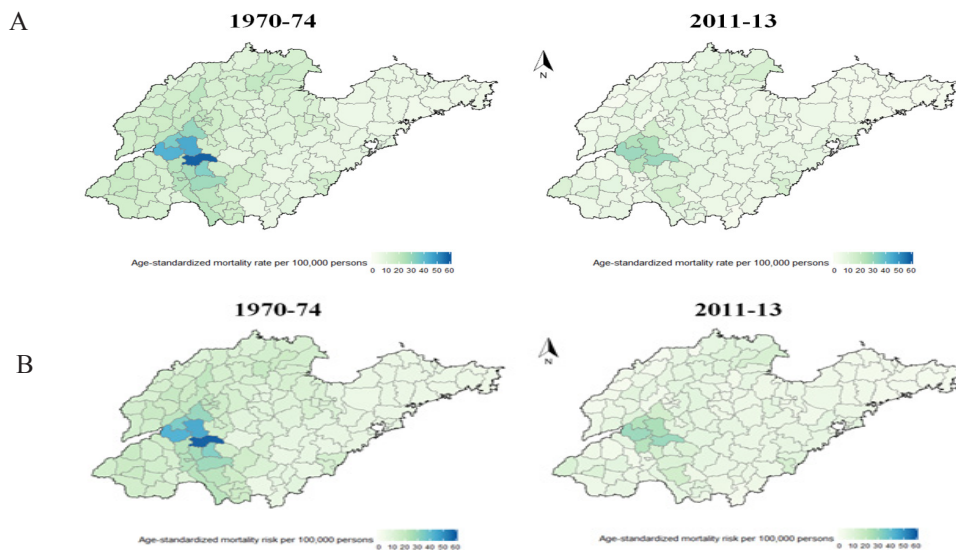 A
1970-74
2011-13
N
Age-standardized mortality rate per 100,000 persons 0 10 20 30 40 50 60
Age-standardized mortality rate per 100,000 persons 0 10 20 30 40 50 60
B
1970-74
2011-13
N
Age-standardized mortality risk per 100,000 persons 0 10 20 30 40 50 60
Age-standardized mortality risk per 100,000 persons 0 10 20 30 40 50 60